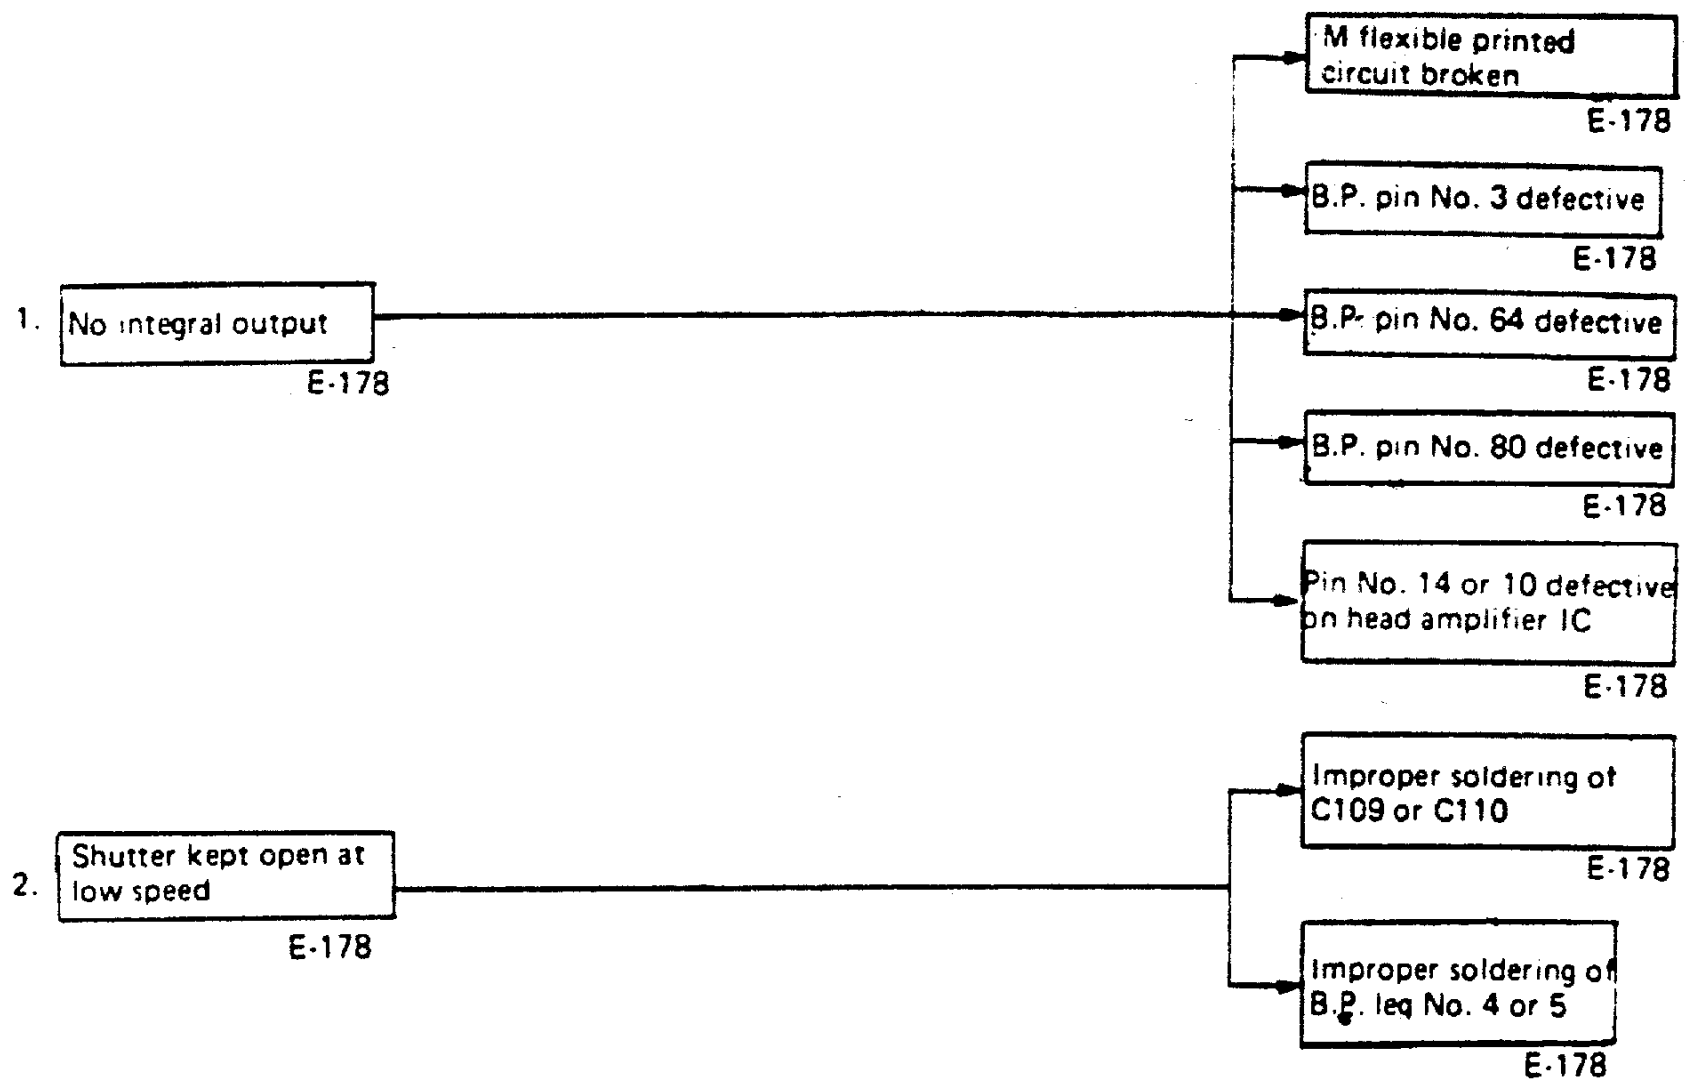 M flexible printed
circuit broken
E-178
B.P. pin No. 3 defective
E-178
1.
No integral output
E-178
B.P. pin No. 64 defective
E-178
B.P. pin No. 80 defective
E-178
Pin No. 14 or 10 defective
on head amplifier IC
E-178
Improper soldering of
C109 or C110
E-178
2.
Shutter kept open at
low speed
E-178
Improper soldering of
B.P. leg No. 4 or 5
E-178